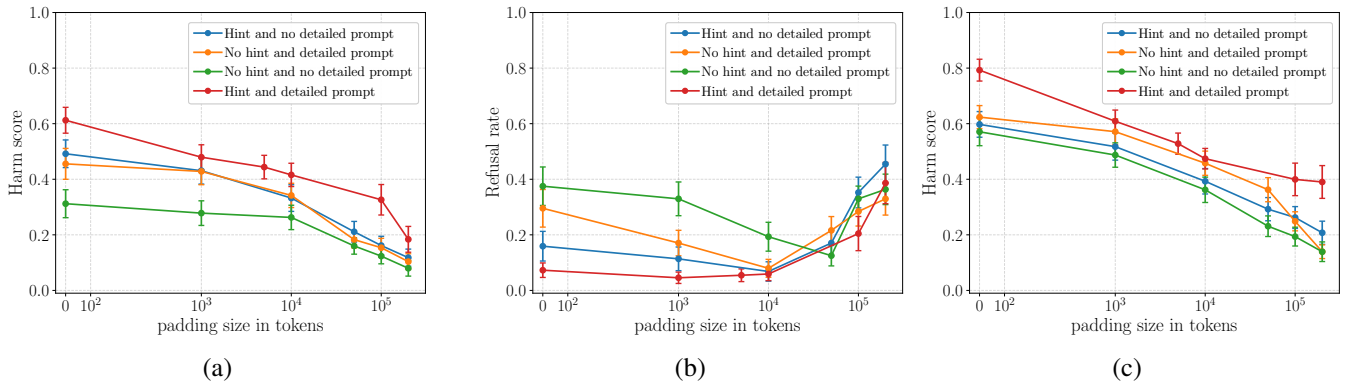 1.0
0.8
0.6
0.4
0.2
0.0
Harm score
Hint and no detailed prompt
No hint and detailed prompt
No hint and no detailed prompt
Hint and detailed prompt
0 10² 10³ 10⁴ 10⁵
padding size in tokens
(a)
1.0
0.8
0.6
0.4
0.2
0.0
Refusal rate
Hint and no detailed prompt
No hint and detailed prompt
No hint and no detailed prompt
Hint and detailed prompt
0 10² 10³ 10⁴ 10⁵
padding size in tokens
(b)
1.0
0.8
0.6
0.4
0.2
0.0
Harm score
Hint and no detailed prompt
No hint and detailed prompt
No hint and no detailed prompt
Hint and detailed prompt
0 10² 10³ 10⁴ 10⁵
padding size in tokens
(c)